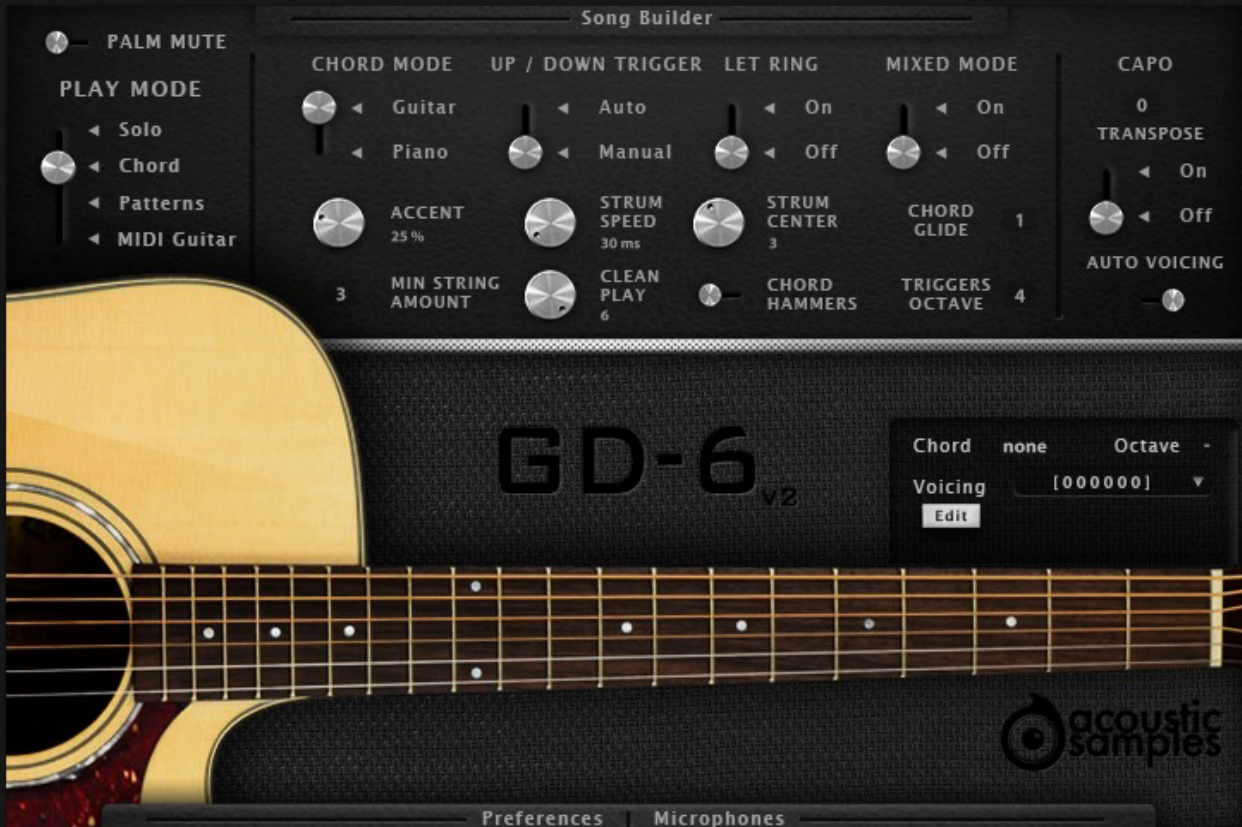 Song Builder
PALM MUTE
PLAY MODE
Solo
Chord
Patterns
MIDI Guitar
CHORD MODE
Guitar
Piano
UP / DOWN TRIGGER
Auto
Manual
LET RING
On
Off
MIXED MODE
On
Off
ACCENT
25 %
STRUM
SPEED
30 ms
STRUM
CENTER
3
CHORD
GLIDE
1
3
MIN STRING
AMOUNT
CLEAN
PLAY
6
CHORD
HAMMERS
TRIGGERS
OCTAVE
4
CAPO
0
TRANSPOSE
On
Off
AUTO VOICING
GD-6
v2
Chord none Octave -
Voicing [000000]
Edit
acoustic
samples
Preferences | Microphones